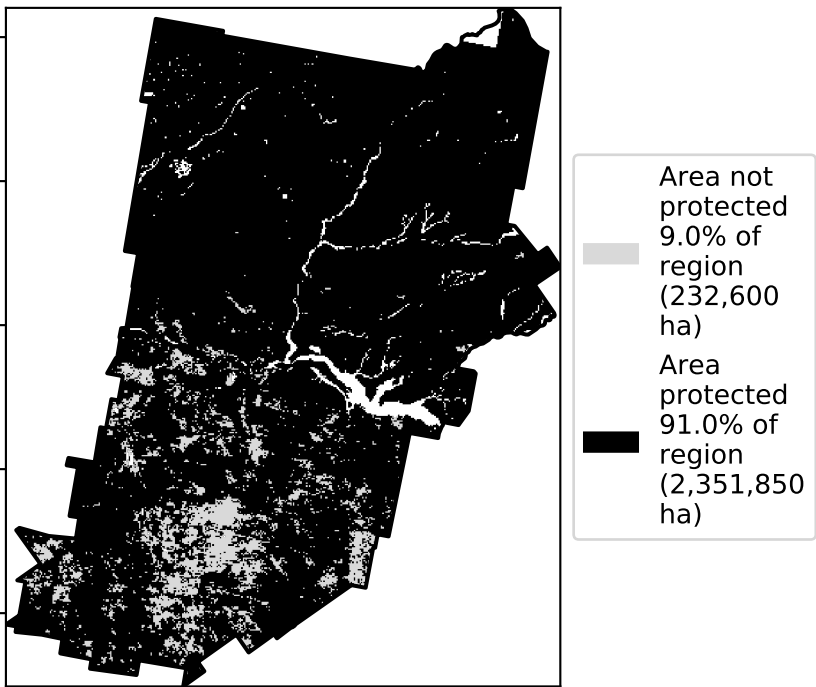 Area not
protected
9.0% of
region
(232,600
ha)
Area
protected
91.0% of
region
(2,351,850
ha)